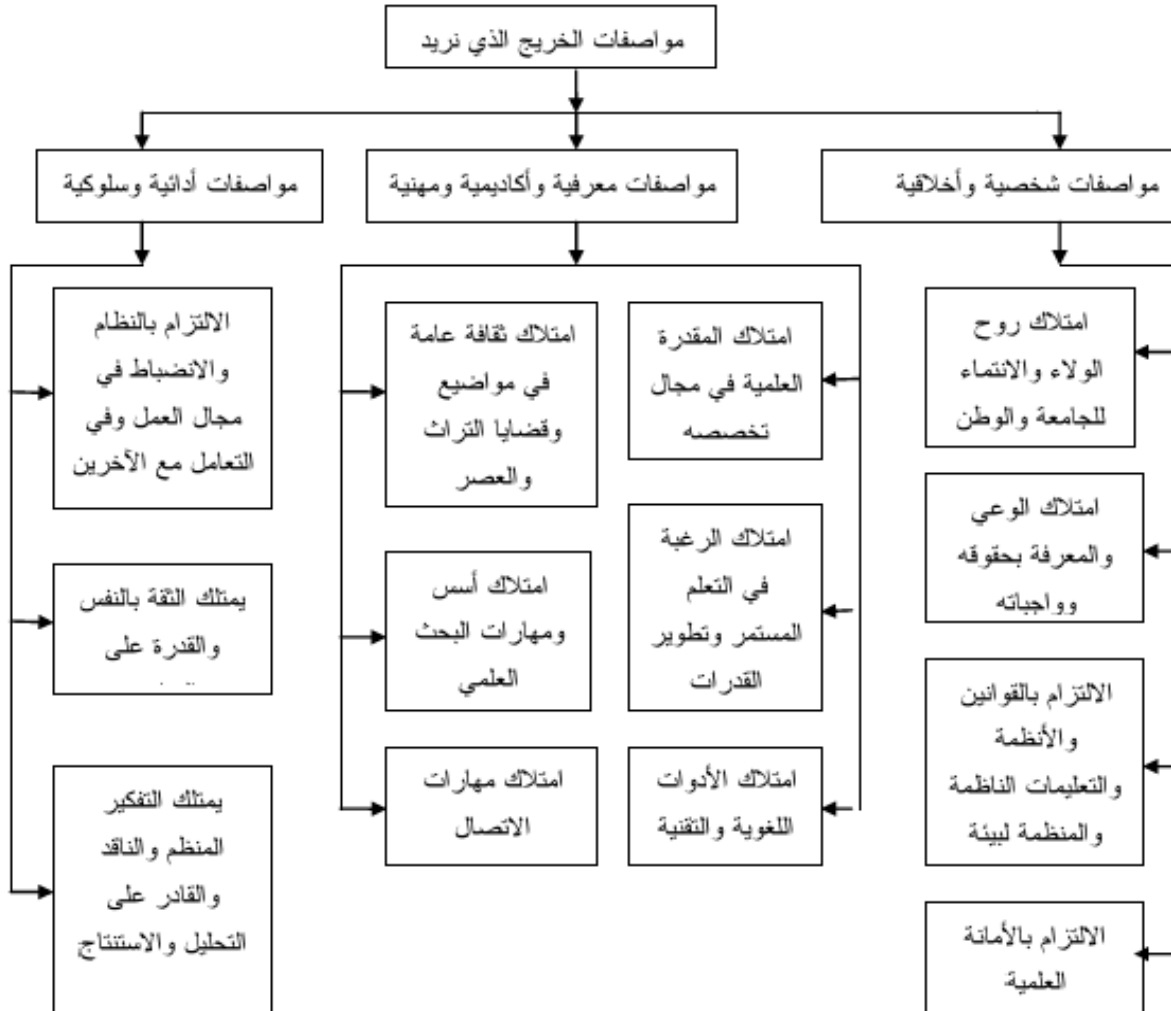 مواصفات الخريج الذي نريد
مواصفات شخصية وأخلاقية
مواصفات معرفية وأكاديمية ومهنية
مواصفات أدائية وسلوكية
امتلاك روح
الولاء والانتماء
للجامعة والوطن
امتلاك الوعي
والمعرفة بحقوقه
وواجباته
الالتزام بالقوانين
والأنظمة
والتعليمات الناظمة
والمنظمة لبيئة
الالتزام بالأمانة
العلمية
امتلاك المقدرة
العلمية في مجال
تخصصه
امتلاك الرغبة
في التعلم
المستمر وتطوير
القدرات
امتلاك الأدوات
اللغوية والتقنية
امتلاك ثقافة عامة
في مواضيع
وقضايا التراث
والعصر
امتلاك أسس
ومهارات البحث
العلمي
امتلاك مهارات
الاتصال
الالتزام بالنظام
والانضباط في
مجال العمل وفي
التعامل مع الآخرين
يمتلك الثقة بالنفس
والقدرة على
يمتلك التفكير
المنظم والناقد
والقادر على
التحليل والاستنتاج